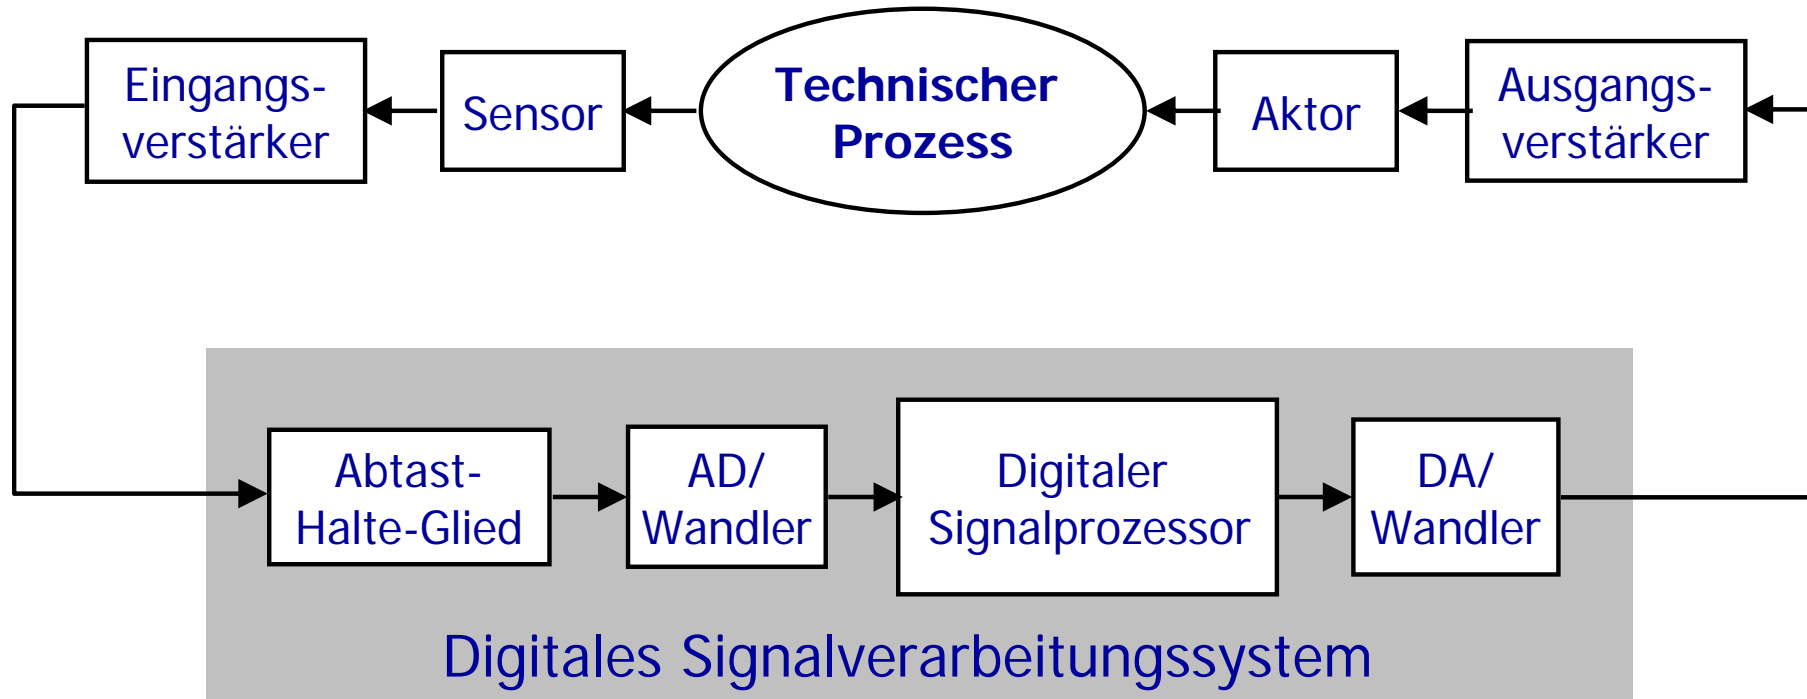 Eingangs-
verstärker
Sensor
Technischer
Prozess
Aktor
Ausgangs-
verstärker
Abtast-
Halte-Glied
AD/
Wandler
Digitaler
Signalprozessor
DA/
Wandler
Digitales Signalverarbeitungssystem